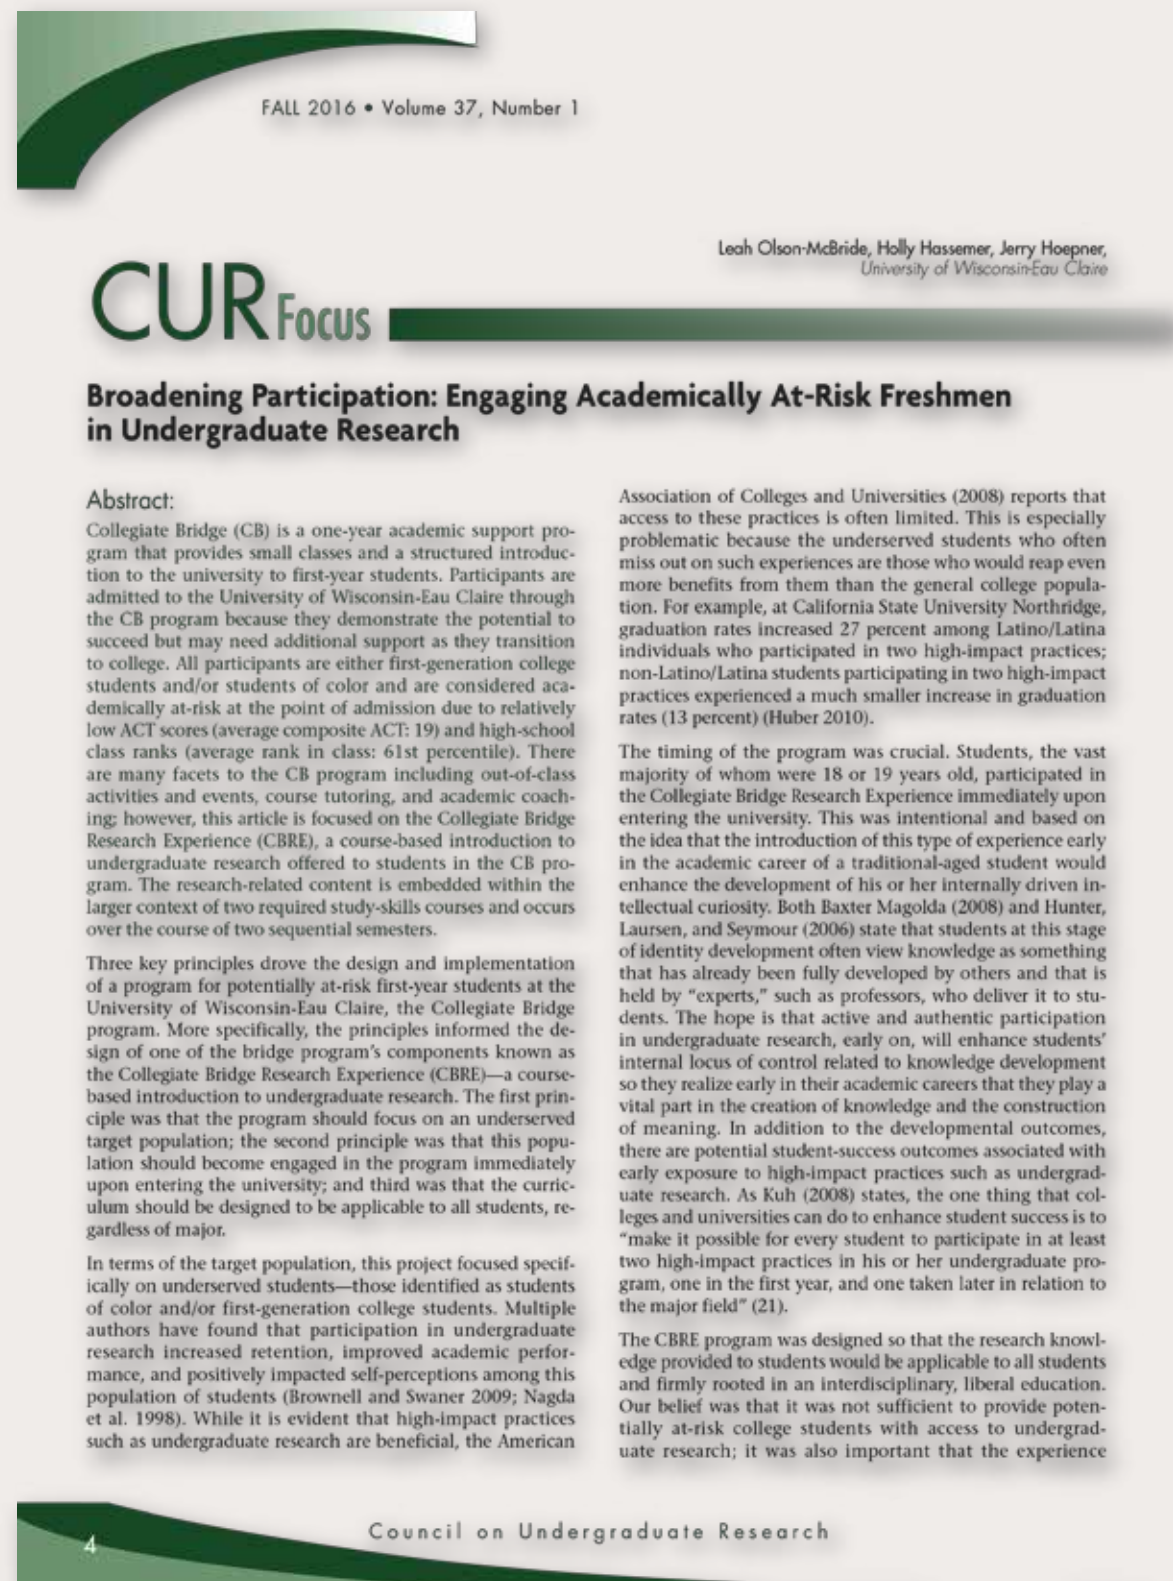 FALL 2016 • Volume 37, Number 1
Leah Olson-McBride, Holly Hassemer, Jerry Hoepner,
University of Wisconsin-Eau Claire
CUR Focus
Broadening Participation: Engaging Academically At-Risk Freshmen
in Undergraduate Research
Abstract:
Collegiate Bridge (CB) is a one-year academic support pro-
gram that provides small classes and a structured introduc-
tion to the university to first-year students. Participants are
admitted to the University of Wisconsin-Eau Claire through
the CB program because they demonstrate the potential to
succeed but may need additional support as they transition
to college. All participants are either first-generation college
students and/or students of color and are considered aca-
demically at-risk at the point of admission due to relatively
low ACT scores (average composite ACT: 19) and high-school
class ranks (average rank in class: 61st percentile). There
are many facets to the CB program including out-of-class
activities and events, course tutoring, and academic coach-
ing; however, this article is focused on the Collegiate Bridge
Research Experience (CBRE), a course-based introduction to
undergraduate research offered to students in the CB pro-
gram. The research-related content is embedded within the
larger context of two required study-skills courses and occurs
over the course of two sequential semesters.
Three key principles drove the design and implementation
of a program for potentially at-risk first-year students at the
University of Wisconsin-Eau Claire, the Collegiate Bridge
program. More specifically, the principles informed the de-
sign of one of the bridge program's components known as
the Collegiate Bridge Research Experience (CBRE)—a course-
based introduction to undergraduate research. The first prin-
ciple was that the program should focus on an underserved
target population; the second principle was that this popu-
lation should become engaged in the program immediately
upon entering the university; and third was that the curric-
ulum should be designed to be applicable to all students, re-
gardless of major.
In terms of the target population, this project focused specif-
ically on underserved students—those identified as students
of color and/or first-generation college students. Multiple
authors have found that participation in undergraduate
research increased retention, improved academic perfor-
mance, and positively impacted self-perceptions among this
population of students (Brownell and Swaner 2009; Nagda
et al. 1998). While it is evident that high-impact practices
such as undergraduate research are beneficial, the American
Association of Colleges and Universities (2008) reports that
access to these practices is often limited. This is especially
problematic because the underserved students who often
miss out on such experiences are those who would reap even
more benefits from them than the general college popula-
tion. For example, at California State University Northridge,
graduation rates increased 27 percent among Latino/Latina
individuals who participated in two high-impact practices;
non-Latino/Latina students participating in two high-impact
practices experienced a much smaller increase in graduation
rates (13 percent) (Huber 2010).
The timing of the program was crucial. Students, the vast
majority of whom were 18 or 19 years old, participated in
the Collegiate Bridge Research Experience immediately upon
entering the university. This was intentional and based on
the idea that the introduction of this type of experience early
in the academic career of a traditional-aged student would
enhance the development of his or her internally driven in-
tellectual curiosity. Both Baxter Magolda (2008) and Hunter,
Laursen, and Seymour (2006) state that students at this stage
of identity development often view knowledge as something
that has already been fully developed by others and that is
held by "experts," such as professors, who deliver it to stu-
dents. The hope is that active and authentic participation
in undergraduate research, early on, will enhance students'
internal locus of control related to knowledge development
so they realize early in their academic careers that they play a
vital part in the creation of knowledge and the construction
of meaning. In addition to the developmental outcomes,
there are potential student-success outcomes associated with
early exposure to high-impact practices such as undergrad-
uate research. As Kuh (2008) states, the one thing that col-
leges and universities can do to enhance student success is to
"make it possible for every student to participate in at least
two high-impact practices in his or her undergraduate pro-
gram, one in the first year, and one taken later in relation to
the major field" (21).
The CBRE program was designed so that the research knowl-
edge provided to students would be applicable to all students
and firmly rooted in an interdisciplinary, liberal education.
Our belief was that it was not sufficient to provide poten-
tially at-risk college students with access to undergrad-
uate research; it was also important that the experience
4
Council on Undergraduate Research